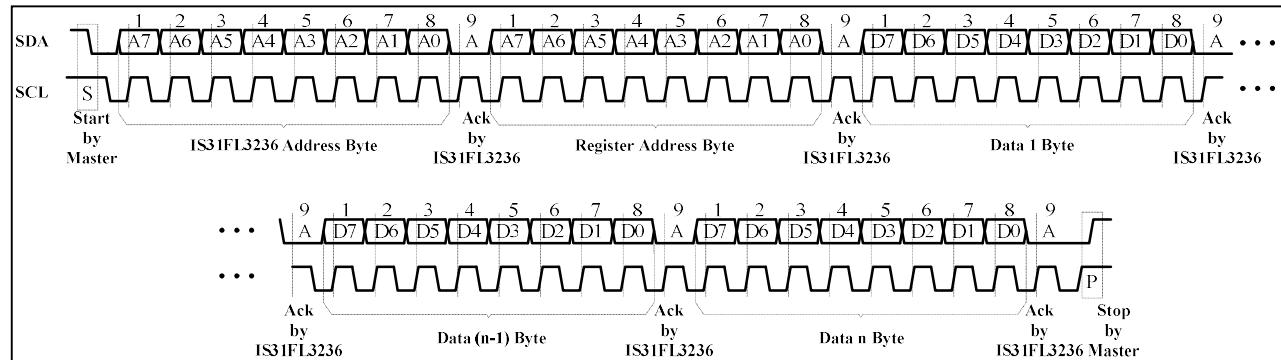 1 2 3 4 5 6 7 8 9 1 2 3 4 5 6 7 8 9 1 2 3 4 5 6 7 8 9
SDA A7 A6 A5 A4 A3 A2 A1 A0 A A7 A6 A5 A4 A3 A2 A1 A0 A D7 D6 D5 D4 D3 D2 D1 D0 A • • •
SCL S • • •
Start by Master
IS31FL3236 Address Byte
Ack by IS31FL3236
Register Address Byte
Ack by IS31FL3236
Data 1 Byte
Ack by IS31FL3236
9 1 2 3 4 5 6 7 8 9 1 2 3 4 5 6 7 8 9
• • • A D7 D6 D5 D4 D3 D2 D1 D0 A D7 D6 D5 D4 D3 D2 D1 D0 A
• • • P
Ack by IS31FL3236
Data (n-1) Byte
Ack by IS31FL3236
Data n Byte
Ack by IS31FL3236
Stop by Master